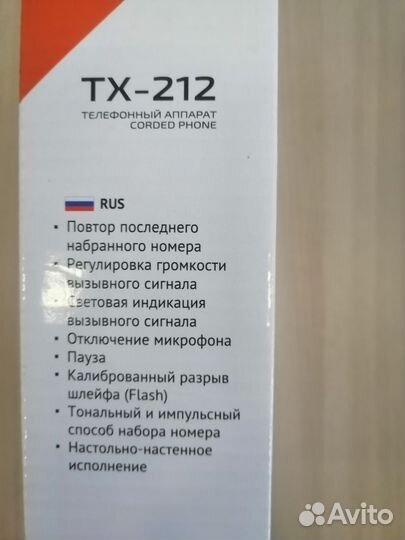 TX-212
ТЕЛЕФОННЫЙ АППАРАТ
CORDED PHONE
RUS
▪ Повтор последнего
набранного номера
▪ Регулировка громкости
вызывного сигнала
▪ Световая индикация
вызывного сигнала
▪ Отключение микрофона
▪ Пауза
▪ Калиброванный разрыв
шлейфа (Flash)
▪ Тональный и импульсный
способ набора номера
▪ Настольно-настенное
исполнение
Avito